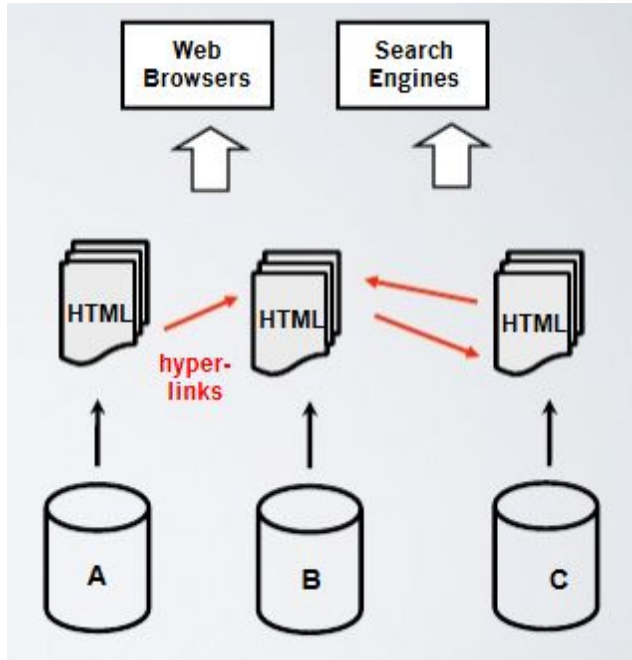 Web
Browsers
Search
Engines
HTML
HTML
HTML
hyper-
links
A
B
C